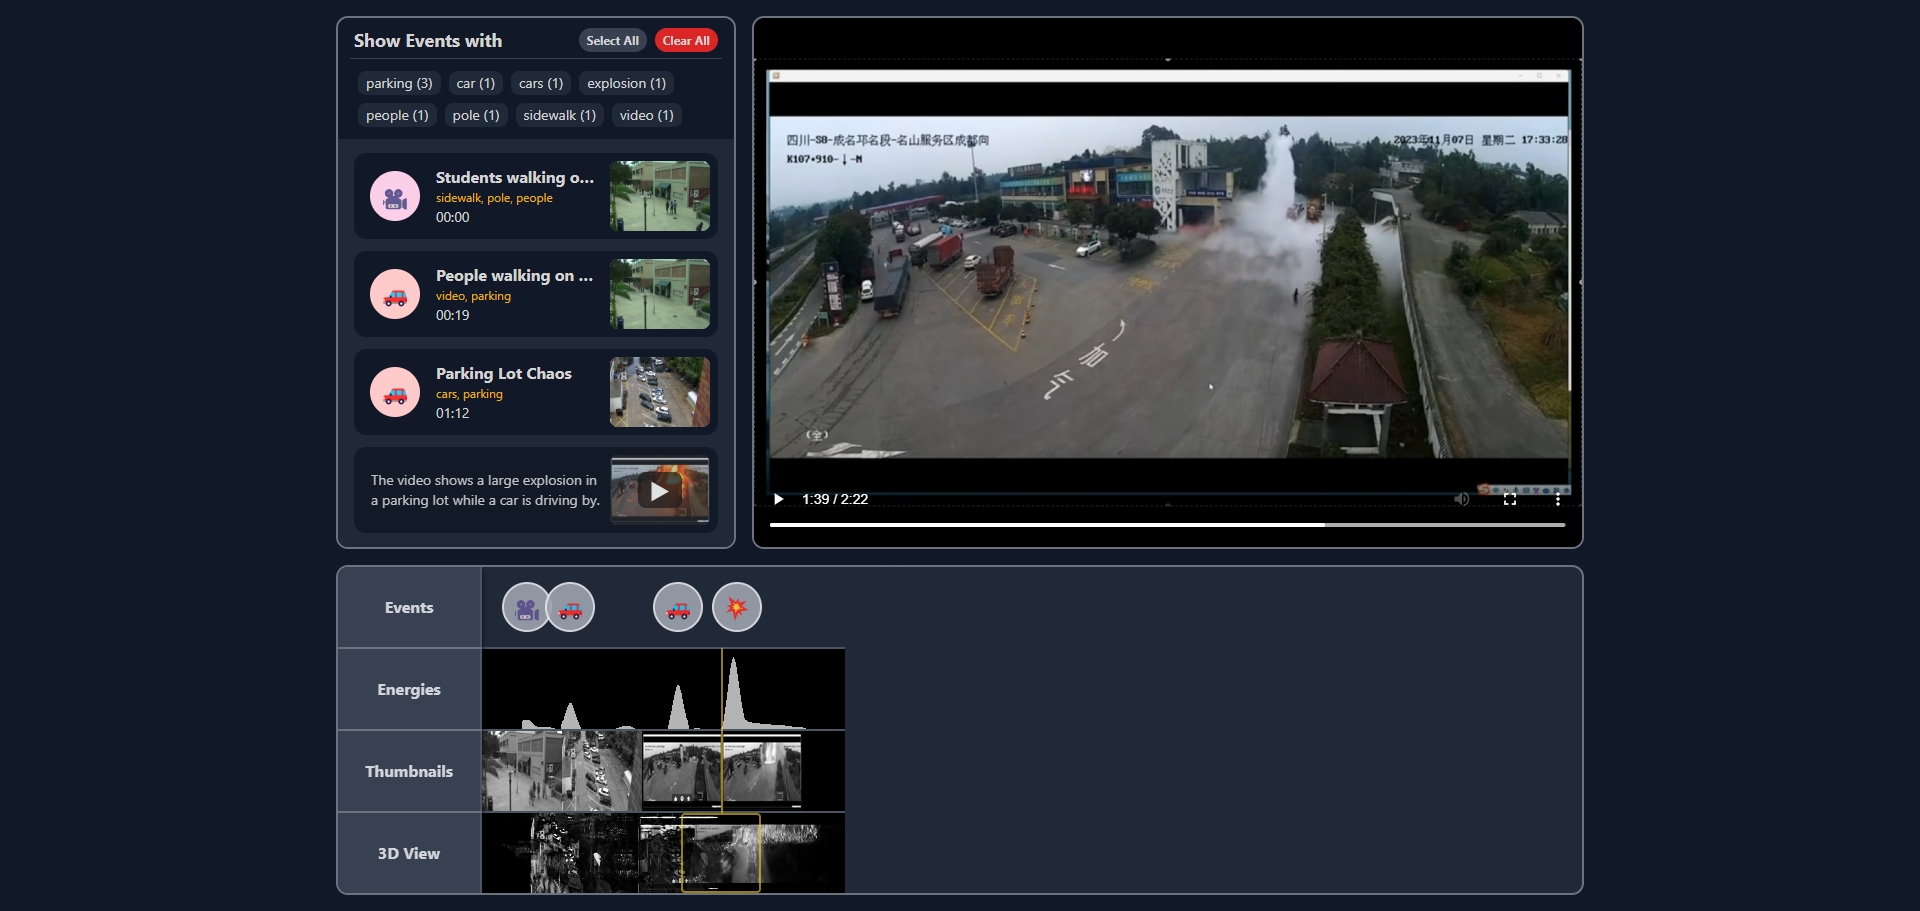 Show Events with
Select All
Clear All
parking (3)
car (1)
cars (1)
explosion (1)
people (1)
pole (1)
sidewalk (1)
video (1)
Students walking o...
sidewalk, pole, people
00:00
People walking on ...
video, parking
00:19
Parking Lot Chaos
cars, parking
01:12
The video shows a large explosion in
a parking lot while a car is driving by.
四川-S8-成名邛名段-名山服务区成都向
K107+910-↓-M
2023年11月07日 星期二 17:33:28
(全)
1:39 / 2:22
Events
Energies
Thumbnails
3D View